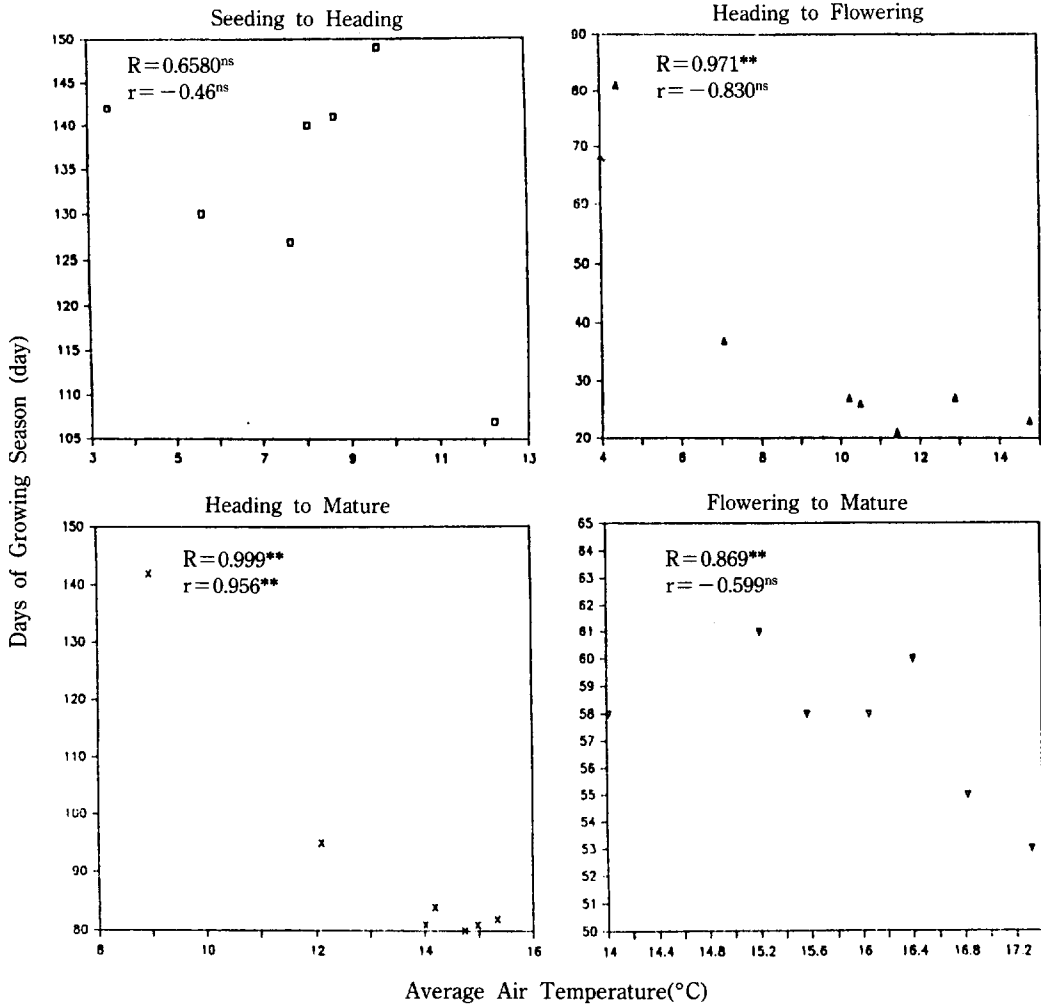 Days of Growing Season (day)
Seeding to Heading
R=0.6580ns
r=−0.46ns
150
145
140
135
130
125
120
115
110
105
3 5 7 9 11 13
Heading to Flowering
R=0.971**
r=−0.830ns
90
80
70
60
50
40
30
20
4 6 8 10 12 14
Heading to Mature
R=0.999**
r=0.956**
150
140
130
120
110
100
90
80
8 10 12 14 16
Flowering to Mature
R=0.869**
r=−0.599ns
65
64
63
62
61
60
59
58
57
56
55
54
53
52
51
50
14 14.4 14.8 15.2 15.6 16 16.4 16.8 17.2
Average Air Temperature(°C)